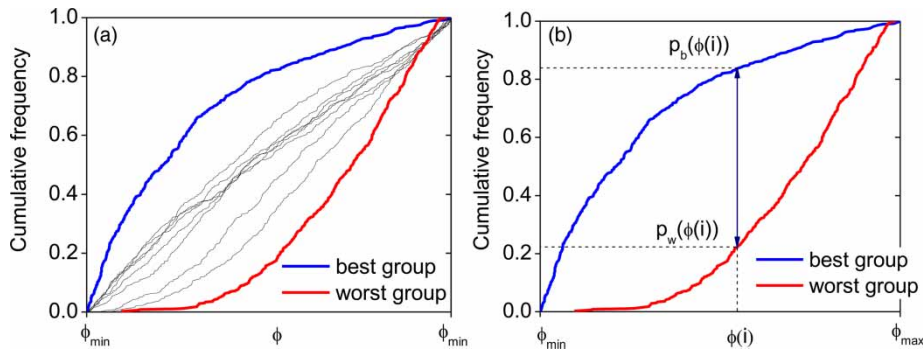 (a)
Cumulative frequency
1.0
0.8
0.6
0.4
0.2
0.0
best group
worst group
ϕmin
ϕ
ϕmin
(b)
Cumulative frequency
1.0
0.8
0.6
0.4
0.2
0.0
pb(ϕ(i))
pw(ϕ(i))
best group
worst group
ϕmin
ϕ(i)
ϕmax